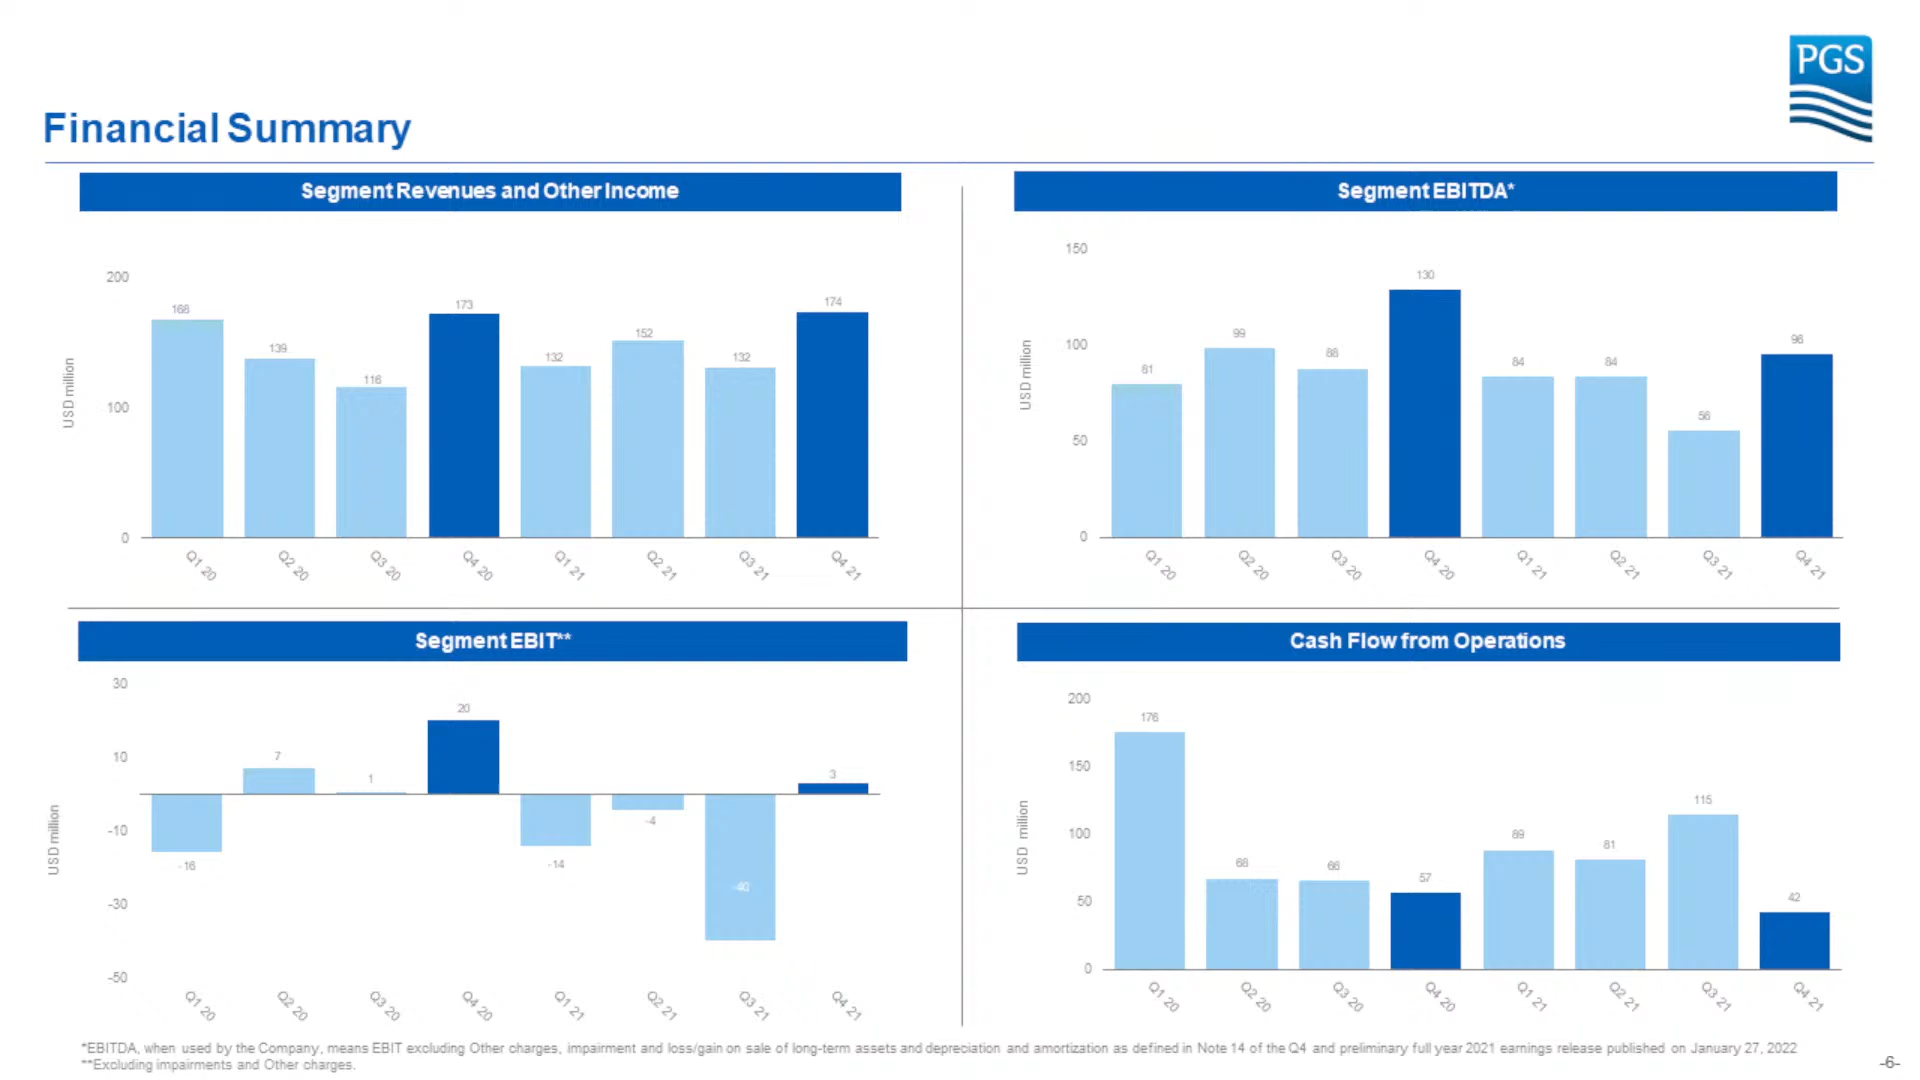 PGS
Financial Summary
Segment Revenues and Other Income
USD million
200
100
0
168
139
116
173
132
152
132
174
Q1 20
Q2 20
Q3 20
Q4 20
Q1 21
Q2 21
Q3 21
Q4 21
Segment EBITDA*
USD million
150
100
50
0
81
99
88
130
84
84
56
96
Q1 20
Q2 20
Q3 20
Q4 20
Q1 21
Q2 21
Q3 21
Q4 21
Segment EBIT**
USD million
30
10
-10
-30
-50
-16
7
1
20
-14
-4
-40
3
Q1 20
Q2 20
Q3 20
Q4 20
Q1 21
Q2 21
Q3 21
Q4 21
Cash Flow from Operations
USD million
200
150
100
50
0
176
68
66
57
89
81
115
42
Q1 20
Q2 20
Q3 20
Q4 20
Q1 21
Q2 21
Q3 21
Q4 21
*EBITDA, when used by the Company, means EBIT excluding Other charges, impairment and loss/gain on sale of long-term assets and depreciation and amortization as defined in Note 14 of the Q4 and preliminary full year 2021 earnings release published on January 27, 2022
**Excluding impairments and Other charges.
-6-